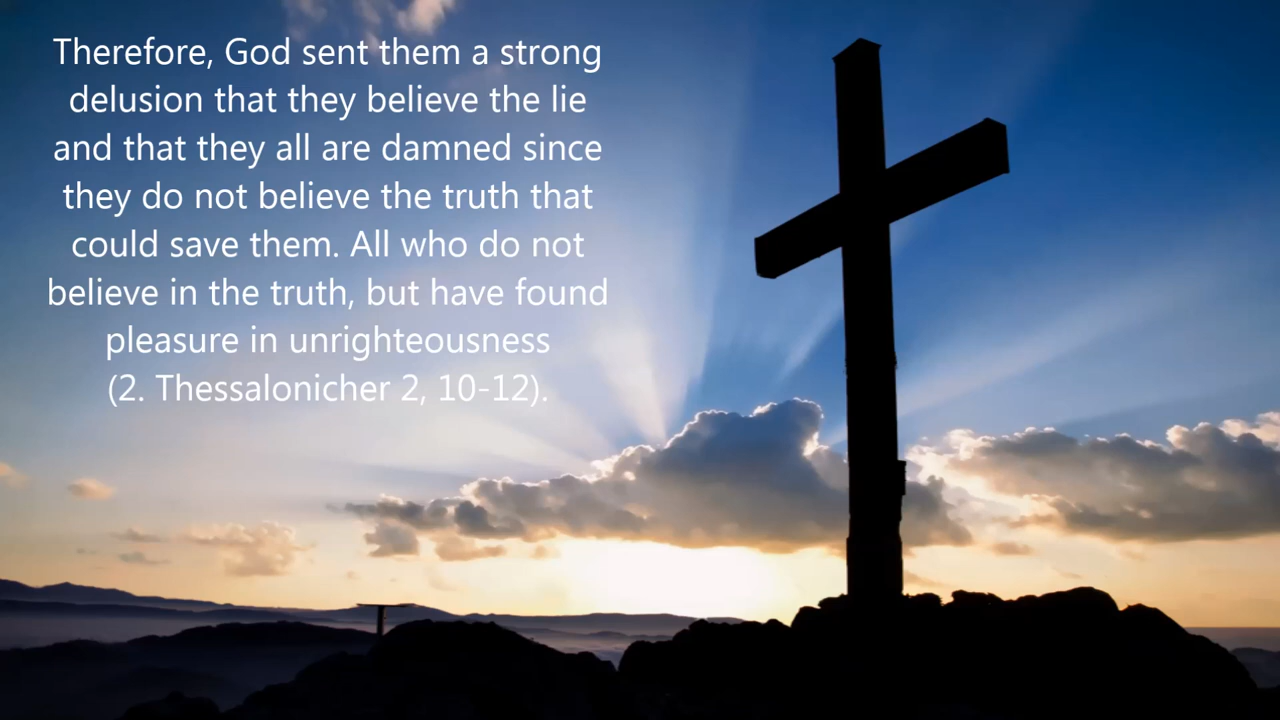 Therefore, God sent them a strong
delusion that they believe the lie
and that they all are damned since
they do not believe the truth that
could save them. All who do not
believe in the truth, but have found
pleasure in unrighteousness
(2. Thessalonicher 2, 10-12).